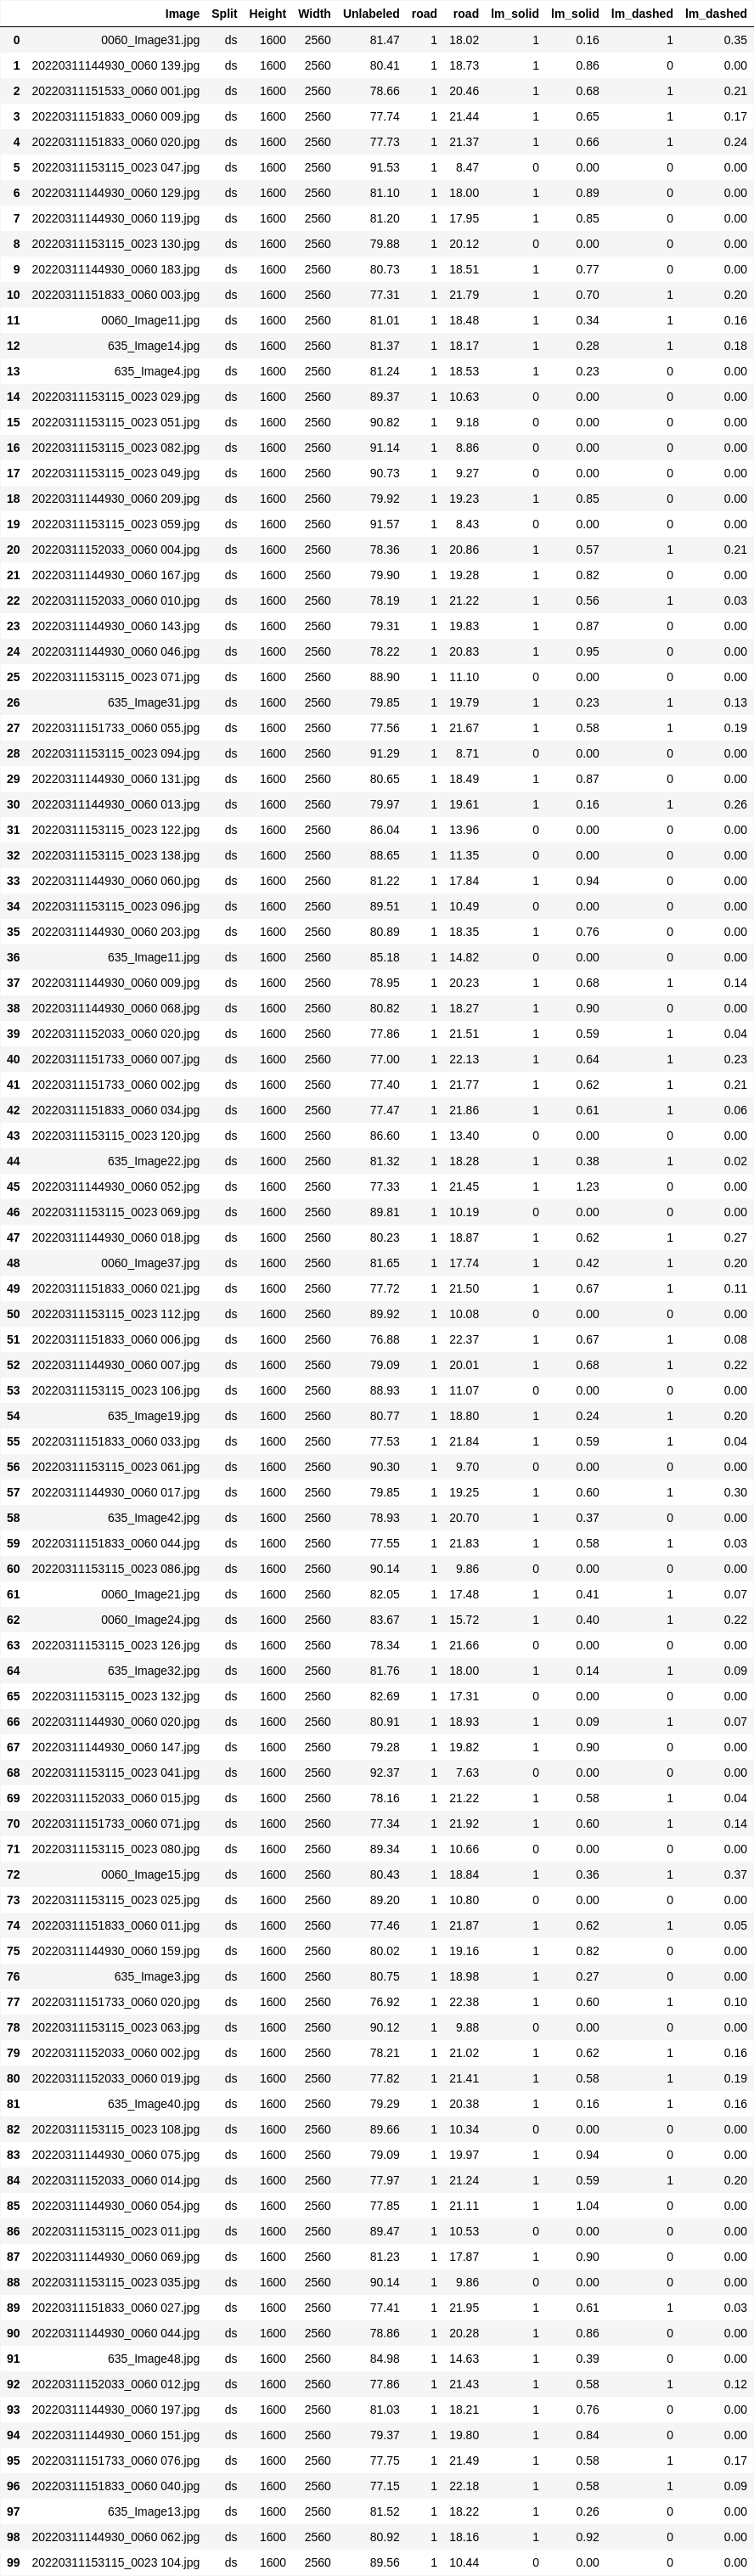 Image Split Height Width Unlabeled road road lm_solid lm_solid lm_dashed lm_dashed
0 0060_Image31.jpg ds 1600 2560 81.47 1 18.02 1 0.16 1 0.35
1 20220311144930_0060 139.jpg ds 1600 2560 80.41 1 18.73 1 0.86 0 0.00
2 20220311151533_0060 001.jpg ds 1600 2560 78.66 1 20.46 1 0.68 1 0.21
3 20220311151833_0060 009.jpg ds 1600 2560 77.74 1 21.44 1 0.65 1 0.17
4 20220311151833_0060 020.jpg ds 1600 2560 77.73 1 21.37 1 0.66 1 0.24
5 20220311153115_0023 047.jpg ds 1600 2560 91.53 1 8.47 0 0.00 0 0.00
6 20220311144930_0060 129.jpg ds 1600 2560 81.10 1 18.00 1 0.89 0 0.00
7 20220311144930_0060 119.jpg ds 1600 2560 81.20 1 17.95 1 0.85 0 0.00
8 20220311153115_0023 130.jpg ds 1600 2560 79.88 1 20.12 0 0.00 0 0.00
9 20220311144930_0060 183.jpg ds 1600 2560 80.73 1 18.51 1 0.77 0 0.00
10 20220311151833_0060 003.jpg ds 1600 2560 77.31 1 21.79 1 0.70 1 0.20
11 0060_Image11.jpg ds 1600 2560 81.01 1 18.48 1 0.34 1 0.16
12 635_Image14.jpg ds 1600 2560 81.37 1 18.17 1 0.28 1 0.18
13 635_Image4.jpg ds 1600 2560 81.24 1 18.53 1 0.23 0 0.00
14 20220311153115_0023 029.jpg ds 1600 2560 89.37 1 10.63 0 0.00 0 0.00
15 20220311153115_0023 051.jpg ds 1600 2560 90.82 1 9.18 0 0.00 0 0.00
16 20220311153115_0023 082.jpg ds 1600 2560 91.14 1 8.86 0 0.00 0 0.00
17 20220311153115_0023 049.jpg ds 1600 2560 90.73 1 9.27 0 0.00 0 0.00
18 20220311144930_0060 209.jpg ds 1600 2560 79.92 1 19.23 1 0.85 0 0.00
19 20220311153115_0023 059.jpg ds 1600 2560 91.57 1 8.43 0 0.00 0 0.00
20 20220311152033_0060 004.jpg ds 1600 2560 78.36 1 20.86 1 0.57 1 0.21
21 20220311144930_0060 167.jpg ds 1600 2560 79.90 1 19.28 1 0.82 0 0.00
22 20220311152033_0060 010.jpg ds 1600 2560 78.19 1 21.22 1 0.56 1 0.03
23 20220311144930_0060 143.jpg ds 1600 2560 79.31 1 19.83 1 0.87 0 0.00
24 20220311144930_0060 046.jpg ds 1600 2560 78.22 1 20.83 1 0.95 0 0.00
25 20220311153115_0023 071.jpg ds 1600 2560 88.90 1 11.10 0 0.00 0 0.00
26 635_Image31.jpg ds 1600 2560 79.85 1 19.79 1 0.23 1 0.13
27 20220311151733_0060 055.jpg ds 1600 2560 77.56 1 21.67 1 0.58 1 0.19
28 20220311153115_0023 094.jpg ds 1600 2560 91.29 1 8.71 0 0.00 0 0.00
29 20220311144930_0060 131.jpg ds 1600 2560 80.65 1 18.49 1 0.87 0 0.00
30 20220311144930_0060 013.jpg ds 1600 2560 79.97 1 19.61 1 0.16 1 0.26
31 20220311153115_0023 122.jpg ds 1600 2560 86.04 1 13.96 0 0.00 0 0.00
32 20220311153115_0023 138.jpg ds 1600 2560 88.65 1 11.35 0 0.00 0 0.00
33 20220311144930_0060 060.jpg ds 1600 2560 81.22 1 17.84 1 0.94 0 0.00
34 20220311153115_0023 096.jpg ds 1600 2560 89.51 1 10.49 0 0.00 0 0.00
35 20220311144930_0060 203.jpg ds 1600 2560 80.89 1 18.35 1 0.76 0 0.00
36 635_Image11.jpg ds 1600 2560 85.18 1 14.82 0 0.00 0 0.00
37 20220311144930_0060 009.jpg ds 1600 2560 78.95 1 20.23 1 0.68 1 0.14
38 20220311144930_0060 068.jpg ds 1600 2560 80.82 1 18.27 1 0.90 0 0.00
39 20220311152033_0060 020.jpg ds 1600 2560 77.86 1 21.51 1 0.59 1 0.04
40 20220311151733_0060 007.jpg ds 1600 2560 77.00 1 22.13 1 0.64 1 0.23
41 20220311151733_0060 002.jpg ds 1600 2560 77.40 1 21.77 1 0.62 1 0.21
42 20220311151833_0060 034.jpg ds 1600 2560 77.47 1 21.86 1 0.61 1 0.06
43 20220311153115_0023 120.jpg ds 1600 2560 86.60 1 13.40 0 0.00 0 0.00
44 635_Image22.jpg ds 1600 2560 81.32 1 18.28 1 0.38 1 0.02
45 20220311144930_0060 052.jpg ds 1600 2560 77.33 1 21.45 1 1.23 0 0.00
46 20220311153115_0023 069.jpg ds 1600 2560 89.81 1 10.19 0 0.00 0 0.00
47 20220311144930_0060 018.jpg ds 1600 2560 80.23 1 18.87 1 0.62 1 0.27
48 0060_Image37.jpg ds 1600 2560 81.65 1 17.74 1 0.42 1 0.20
49 20220311151833_0060 021.jpg ds 1600 2560 77.72 1 21.50 1 0.67 1 0.11
50 20220311153115_0023 112.jpg ds 1600 2560 89.92 1 10.08 0 0.00 0 0.00
51 20220311151833_0060 006.jpg ds 1600 2560 76.88 1 22.37 1 0.67 1 0.08
52 20220311144930_0060 007.jpg ds 1600 2560 79.09 1 20.01 1 0.68 1 0.22
53 20220311153115_0023 106.jpg ds 1600 2560 88.93 1 11.07 0 0.00 0 0.00
54 635_Image19.jpg ds 1600 2560 80.77 1 18.80 1 0.24 1 0.20
55 20220311151833_0060 033.jpg ds 1600 2560 77.53 1 21.84 1 0.59 1 0.04
56 20220311153115_0023 061.jpg ds 1600 2560 90.30 1 9.70 0 0.00 0 0.00
57 20220311144930_0060 017.jpg ds 1600 2560 79.85 1 19.25 1 0.60 1 0.30
58 635_Image42.jpg ds 1600 2560 78.93 1 20.70 1 0.37 0 0.00
59 20220311151833_0060 044.jpg ds 1600 2560 77.55 1 21.83 1 0.58 1 0.03
60 20220311153115_0023 086.jpg ds 1600 2560 90.14 1 9.86 0 0.00 0 0.00
61 0060_Image21.jpg ds 1600 2560 82.05 1 17.48 1 0.41 1 0.07
62 0060_Image24.jpg ds 1600 2560 83.67 1 15.72 1 0.40 1 0.22
63 20220311153115_0023 126.jpg ds 1600 2560 78.34 1 21.66 0 0.00 0 0.00
64 635_Image32.jpg ds 1600 2560 81.76 1 18.00 1 0.14 1 0.09
65 20220311153115_0023 132.jpg ds 1600 2560 82.69 1 17.31 0 0.00 0 0.00
66 20220311144930_0060 020.jpg ds 1600 2560 80.91 1 18.93 1 0.09 1 0.07
67 20220311144930_0060 147.jpg ds 1600 2560 79.28 1 19.82 1 0.90 0 0.00
68 20220311153115_0023 041.jpg ds 1600 2560 92.37 1 7.63 0 0.00 0 0.00
69 20220311152033_0060 015.jpg ds 1600 2560 78.16 1 21.22 1 0.58 1 0.04
70 20220311151733_0060 071.jpg ds 1600 2560 77.34 1 21.92 1 0.60 1 0.14
71 20220311153115_0023 080.jpg ds 1600 2560 89.34 1 10.66 0 0.00 0 0.00
72 0060_Image15.jpg ds 1600 2560 80.43 1 18.84 1 0.36 1 0.37
73 20220311153115_0023 025.jpg ds 1600 2560 89.20 1 10.80 0 0.00 0 0.00
74 20220311151833_0060 011.jpg ds 1600 2560 77.46 1 21.87 1 0.62 1 0.05
75 20220311144930_0060 159.jpg ds 1600 2560 80.02 1 19.16 1 0.82 0 0.00
76 635_Image3.jpg ds 1600 2560 80.75 1 18.98 1 0.27 0 0.00
77 20220311151733_0060 020.jpg ds 1600 2560 76.92 1 22.38 1 0.60 1 0.10
78 20220311153115_0023 063.jpg ds 1600 2560 90.12 1 9.88 0 0.00 0 0.00
79 20220311152033_0060 002.jpg ds 1600 2560 78.21 1 21.02 1 0.62 1 0.16
80 20220311152033_0060 019.jpg ds 1600 2560 77.82 1 21.41 1 0.58 1 0.19
81 635_Image40.jpg ds 1600 2560 79.29 1 20.38 1 0.16 1 0.16
82 20220311153115_0023 108.jpg ds 1600 2560 89.66 1 10.34 0 0.00 0 0.00
83 20220311144930_0060 075.jpg ds 1600 2560 79.09 1 19.97 1 0.94 0 0.00
84 20220311152033_0060 014.jpg ds 1600 2560 77.97 1 21.24 1 0.59 1 0.20
85 20220311144930_0060 054.jpg ds 1600 2560 77.85 1 21.11 1 1.04 0 0.00
86 20220311153115_0023 011.jpg ds 1600 2560 89.47 1 10.53 0 0.00 0 0.00
87 20220311144930_0060 069.jpg ds 1600 2560 81.23 1 17.87 1 0.90 0 0.00
88 20220311153115_0023 035.jpg ds 1600 2560 90.14 1 9.86 0 0.00 0 0.00
89 20220311151833_0060 027.jpg ds 1600 2560 77.41 1 21.95 1 0.61 1 0.03
90 20220311144930_0060 044.jpg ds 1600 2560 78.86 1 20.28 1 0.86 0 0.00
91 635_Image48.jpg ds 1600 2560 84.98 1 14.63 1 0.39 0 0.00
92 20220311152033_0060 012.jpg ds 1600 2560 77.86 1 21.43 1 0.58 1 0.12
93 20220311144930_0060 197.jpg ds 1600 2560 81.03 1 18.21 1 0.76 0 0.00
94 20220311144930_0060 151.jpg ds 1600 2560 79.37 1 19.80 1 0.84 0 0.00
95 20220311151733_0060 076.jpg ds 1600 2560 77.75 1 21.49 1 0.58 1 0.17
96 20220311151833_0060 040.jpg ds 1600 2560 77.15 1 22.18 1 0.58 1 0.09
97 635_Image13.jpg ds 1600 2560 81.52 1 18.22 1 0.26 0 0.00
98 20220311144930_0060 062.jpg ds 1600 2560 80.92 1 18.16 1 0.92 0 0.00
99 20220311153115_0023 104.jpg ds 1600 2560 89.56 1 10.44 0 0.00 0 0.00